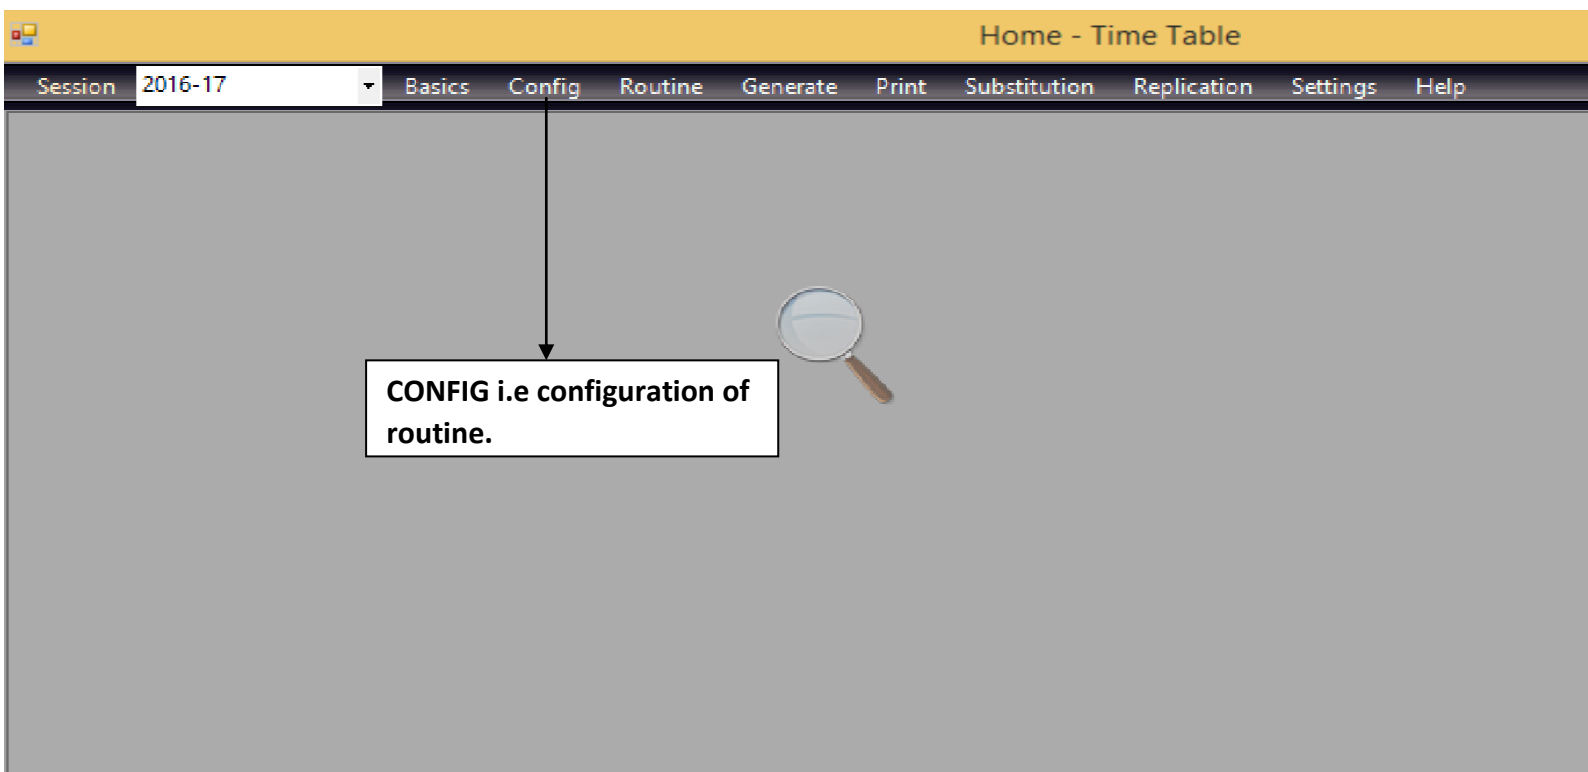 Home - Time Table
Session 2016-17 Basics Config Routine Generate Print Substitution Replication Settings Help
CONFIG i.e configuration of
routine.